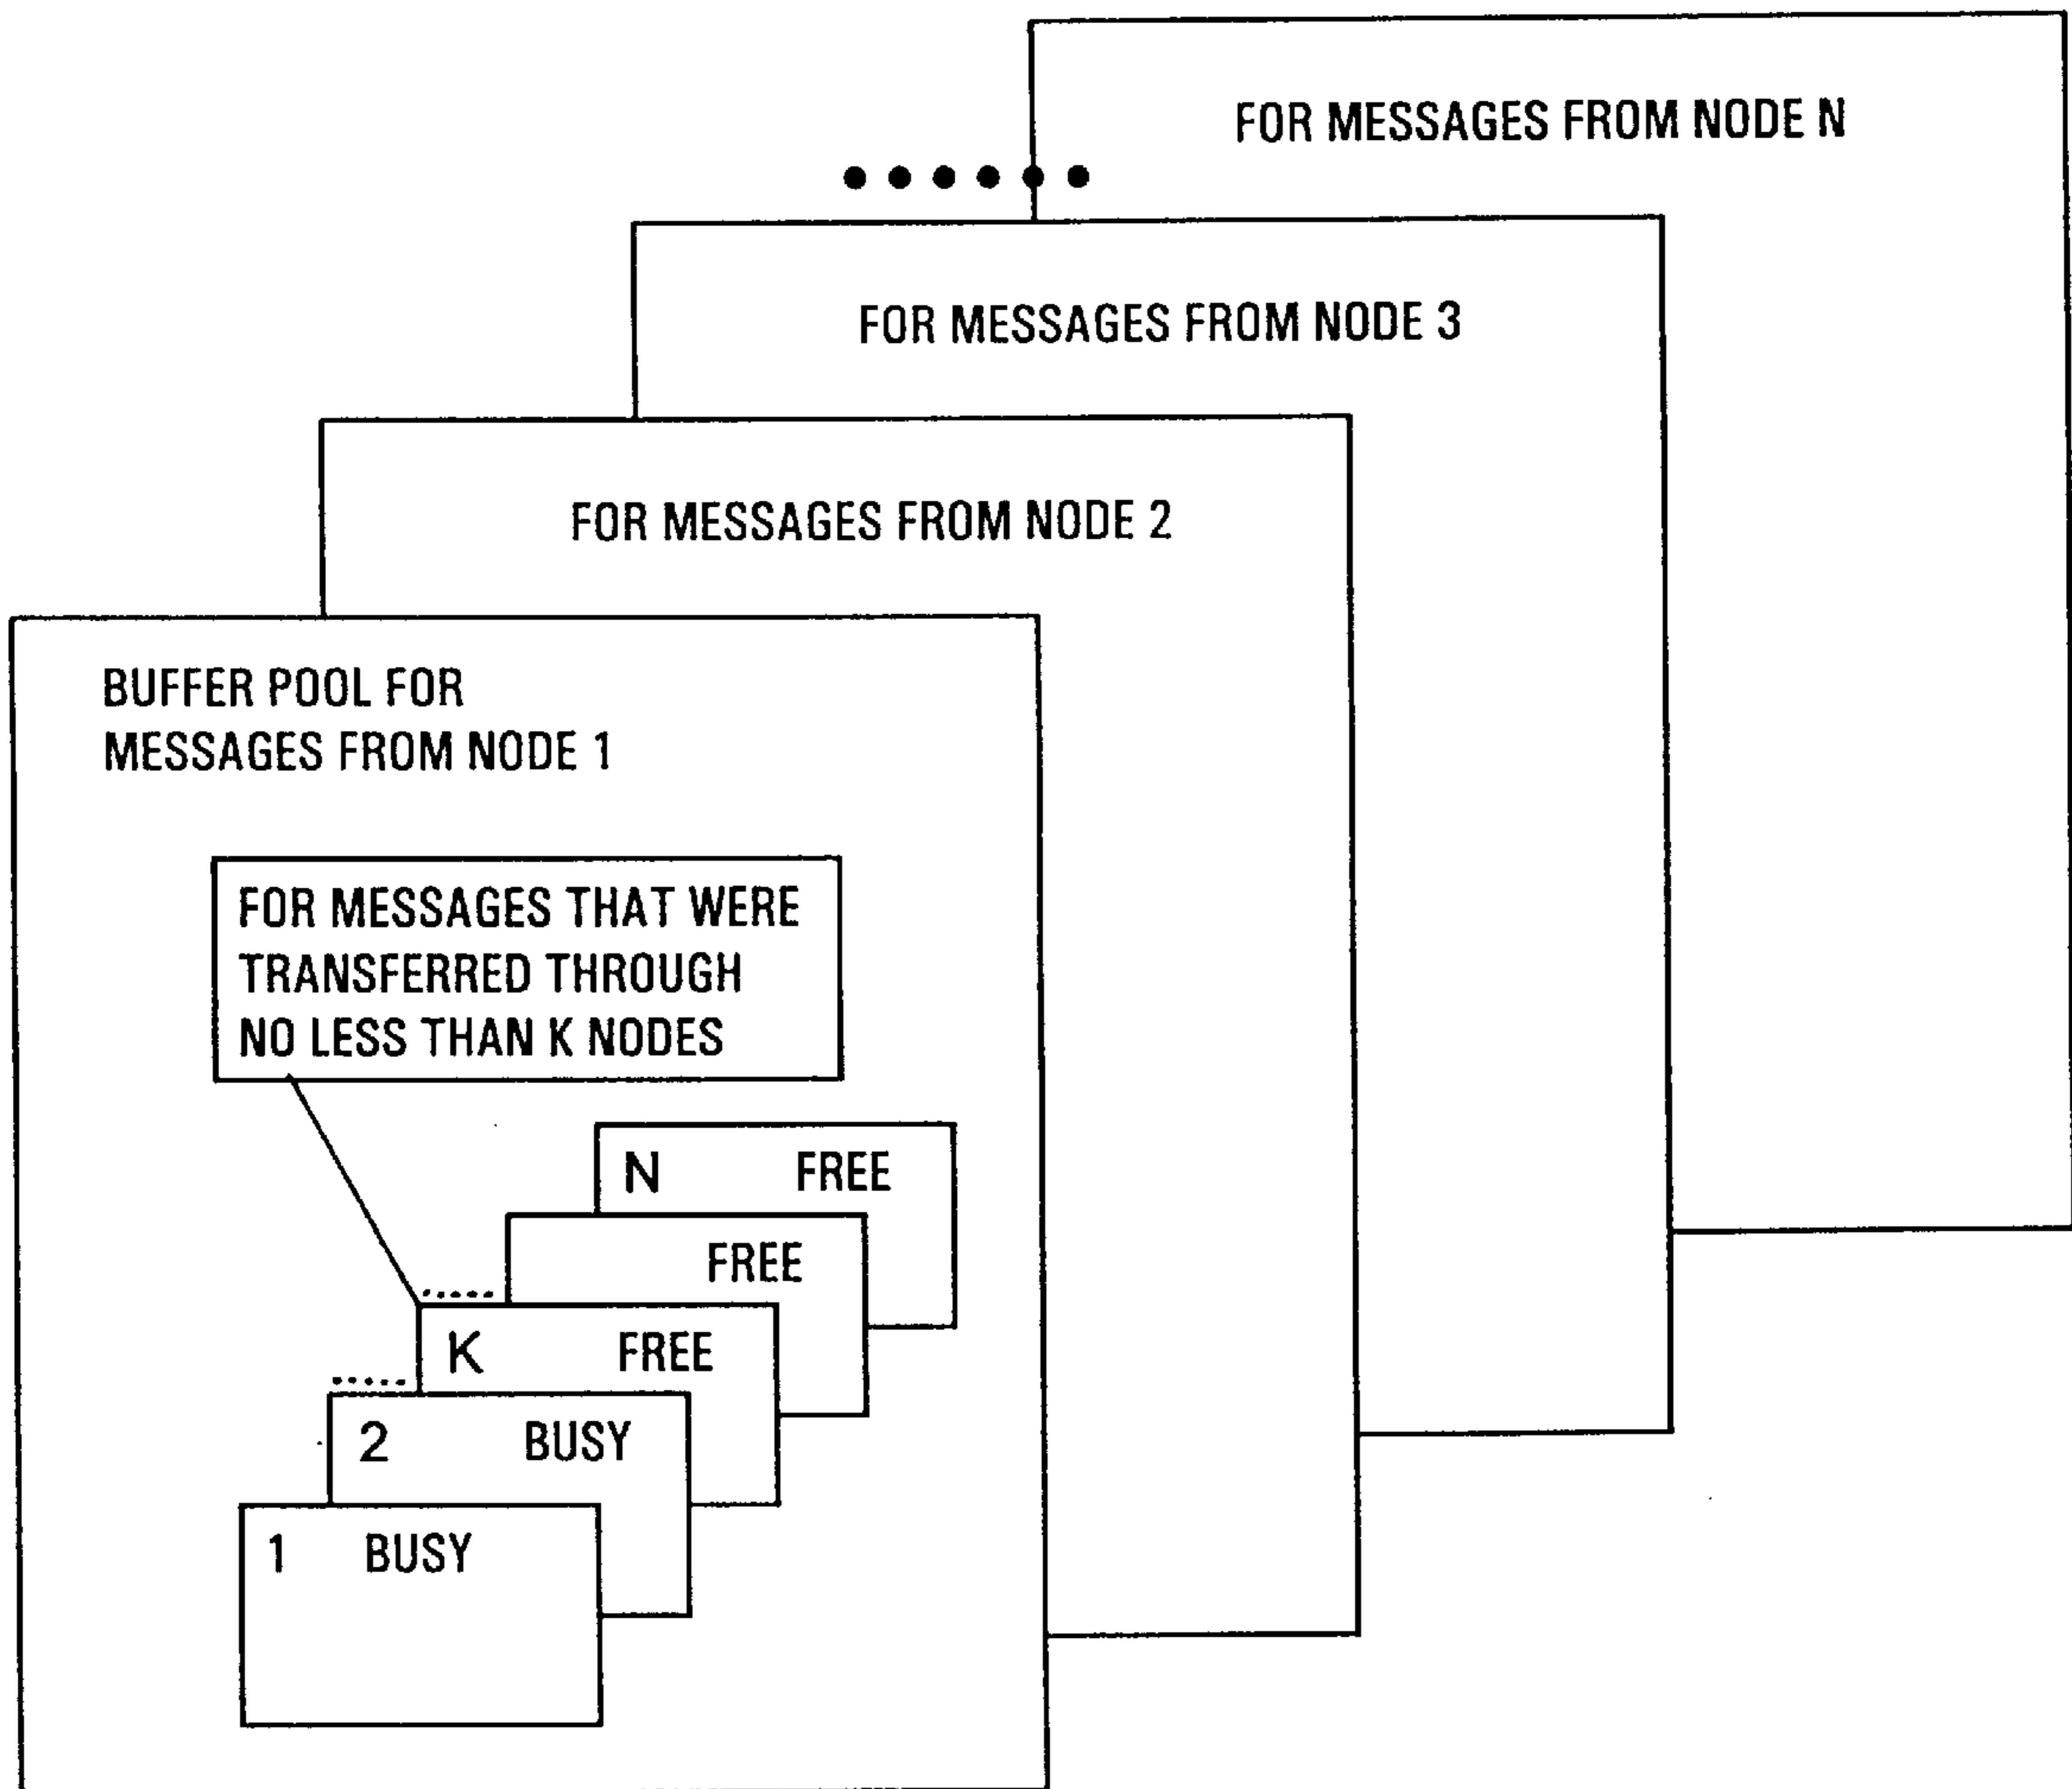 FOR MESSAGES FROM NODE N
FOR MESSAGES FROM NODE 3
FOR MESSAGES FROM NODE 2
BUFFER POOL FOR
MESSAGES FROM NODE 1
FOR MESSAGES THAT WERE
TRANSFERRED THROUGH
NO LESS THAN K NODES
N FREE
FREE
K FREE
2 BUSY
1 BUSY